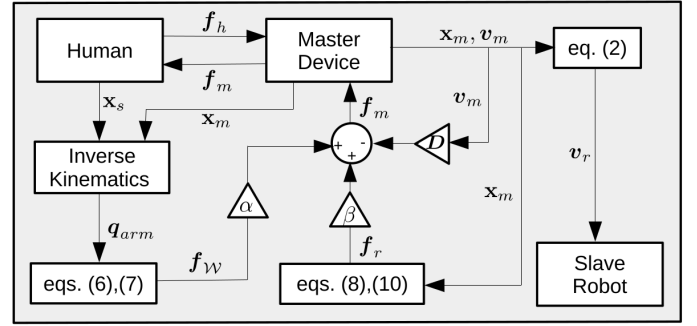 f_h
Human
Master
Device
x_m, v_m
eq. (2)
f_m
x_s
x_m
f_m
v_m
+
-
+
D
Inverse
Kinematics
v_r
x_m
α
β
q_arm
f_W
f_r
eqs. (6),(7)
eqs. (8),(10)
Slave
Robot